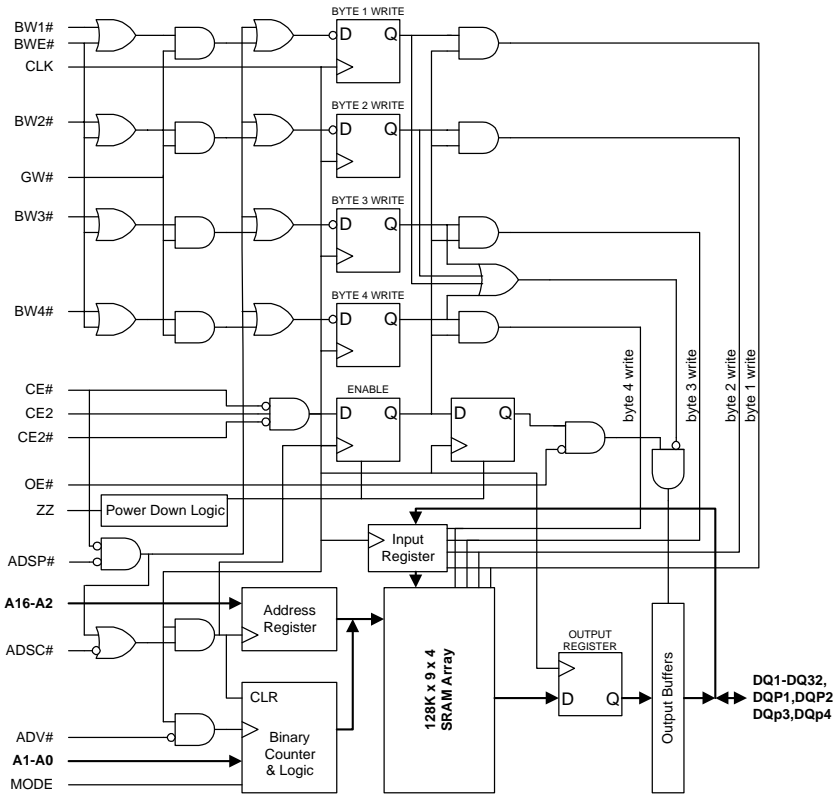 BYTE 1 WRITE
BW1#
BWE#
CLK
D Q
BYTE 2 WRITE
BW2#
D Q
GW#
BYTE 3 WRITE
BW3#
D Q
BYTE 4 WRITE
BW4#
D Q
byte 4 write
byte 3 write
byte 2 write
byte 1 write
CE#
CE2
CE2#
ENABLE
D Q
D Q
OE#
ZZ
Power Down Logic
Input
Register
ADSP#
A16-A2
Address
Register
ADSC#
128K x 9 x 4
SRAM Array
OUTPUT
REGISTER
D Q
Output Buffers
DQ1-DQ32,
DQP1,DQP2
DQp3,DQp4
CLR
Binary
Counter
& Logic
ADV#
A1-A0
MODE